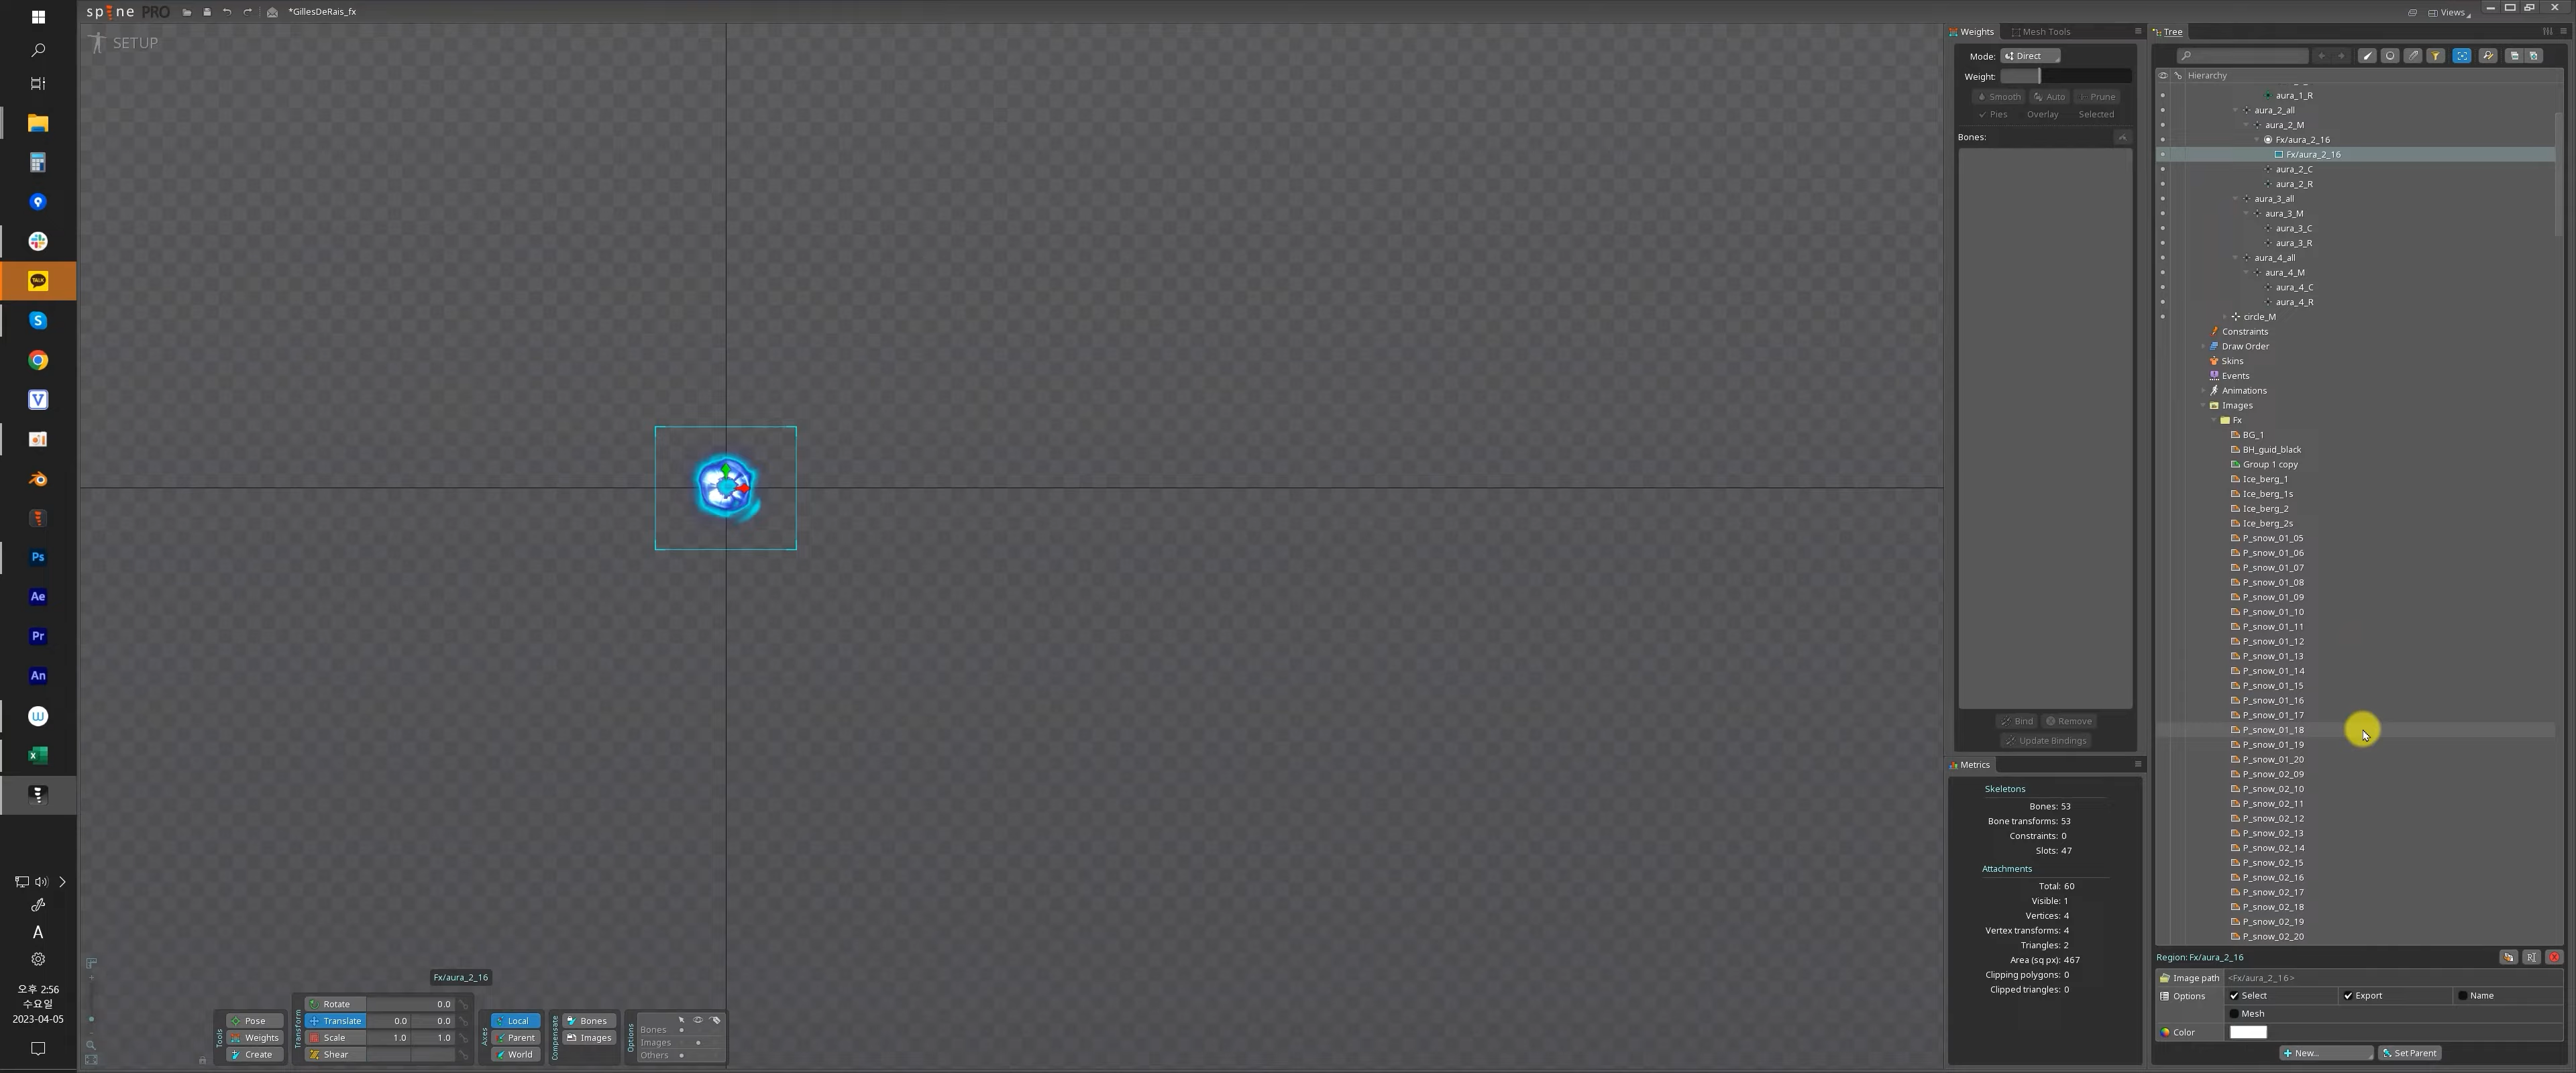 spine PRO
*GillesDeRais_fx
Views
SETUP
TALK
Ps
Ae
Pr
An
A
오후 2:56
수요일
2023-04-05
Fx/aura_2_16
Tools
Pose
Weights
Create
Transform
Rotate 0.0
Translate 0.0 0.0
Scale 1.0 1.0
Shear
Axes
Local
Parent
World
Compensate
Bones
Images
Options
Bones
Images
Others
Weights
Mesh Tools
Mode: Direct
Weight:
Smooth Auto Prune
Pies Overlay Selected
Bones:
Bind Remove
Update Bindings
Metrics
Skeletons
Bones: 53
Bone transforms: 53
Constraints: 0
Slots: 47
Attachments
Total: 60
Visible: 1
Vertices: 4
Vertex transforms: 4
Triangles: 2
Area (sq px): 467
Clipping polygons: 0
Clipped triangles: 0
Tree
Hierarchy
aura_1_R
aura_2_all
aura_2_M
Fx/aura_2_16
Fx/aura_2_16
aura_2_C
aura_2_R
aura_3_all
aura_3_M
aura_3_C
aura_3_R
aura_4_all
aura_4_M
aura_4_C
aura_4_R
circle_M
Constraints
Draw Order
Skins
Events
Animations
Images
Fx
BG_1
BH_guid_black
Group 1 copy
Ice_berg_1
Ice_berg_1s
Ice_berg_2
Ice_berg_2s
P_snow_01_05
P_snow_01_06
P_snow_01_07
P_snow_01_08
P_snow_01_09
P_snow_01_10
P_snow_01_11
P_snow_01_12
P_snow_01_13
P_snow_01_14
P_snow_01_15
P_snow_01_16
P_snow_01_17
P_snow_01_18
P_snow_01_19
P_snow_01_20
P_snow_02_09
P_snow_02_10
P_snow_02_11
P_snow_02_12
P_snow_02_13
P_snow_02_14
P_snow_02_15
P_snow_02_16
P_snow_02_17
P_snow_02_18
P_snow_02_19
P_snow_02_20
Region: Fx/aura_2_16
Image path <Fx/aura_2_16>
Options Select Export Name
Mesh
Color
New... Set Parent